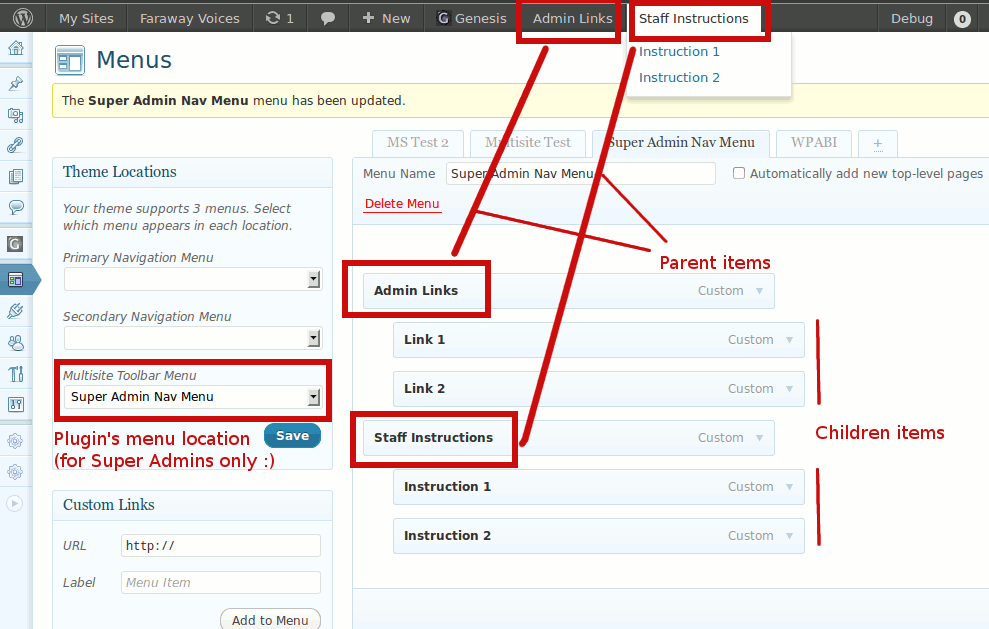 My Sites Faraway Voices 1 New G Genesis Admin Links Staff Instructions Debug 0
Instruction 1
Instruction 2
Menus
The Super Admin Nav Menu menu has been updated.
MS Test 2 Multisite Test Super Admin Nav Menu WPABI +
Theme Locations
Menu Name Super Admin Nav Menu Automatically add new top-level pages
Delete Menu
Your theme supports 3 menus. Select
which menu appears in each location.
Primary Navigation Menu
Secondary Navigation Menu
Multisite Toolbar Menu
Super Admin Nav Menu
Plugin's menu location Save
(for Super Admins only :)
Parent items
Admin Links Custom
Link 1 Custom
Link 2 Custom
Staff Instructions Custom
Instruction 1 Custom
Instruction 2 Custom
Children items
Custom Links
URL http://
Label Menu Item
Add to Menu
G